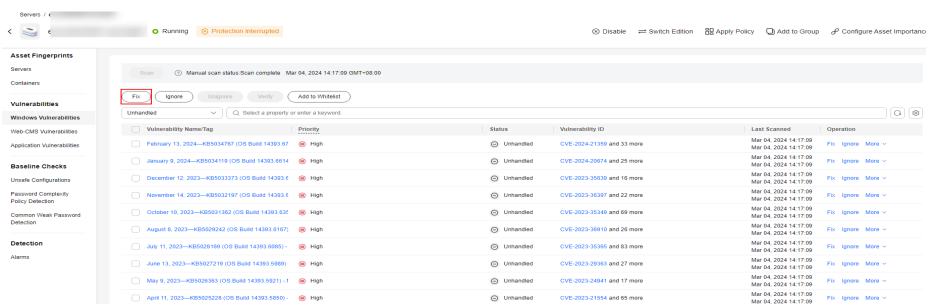 Servers /
Running Protection Interrupted Disable Switch Edition Apply Policy Add to Group Configure Asset Importanc
Asset Fingerprints
Servers
Containers
Vulnerabilities
Windows Vulnerabilities
Web-CMS Vulnerabilities
Application Vulnerabilities
Baseline Checks
Unsafe Configurations
Password Complexity
Policy Detection
Common Weak Password
Detection
Detection
Alarms
Scan Manual scan status:Scan complete Mar 04, 2024 14:17:09 GMT+08:00
Fix Ignore Unignore Verify Add to Whitelist
Unhandled Select a property or enter a keyword.
Vulnerability Name/Tag Priority Status Vulnerability ID Last Scanned Operation
February 13, 2024—KB5034767 (OS Build 14393.67 High Unhandled CVE-2024-21359 and 33 more Mar 04, 2024 14:17:09 Fix Ignore More
Mar 04, 2024 14:17:09
January 9, 2024—KB5034119 (OS Build 14393.6614 High Unhandled CVE-2024-20674 and 25 more Mar 04, 2024 14:17:09 Fix Ignore More
Mar 04, 2024 14:17:09
December 12, 2023—KB5033373 (OS Build 14393.6 High Unhandled CVE-2023-35639 and 16 more Mar 04, 2024 14:17:09 Fix Ignore More
Mar 04, 2024 14:17:09
November 14, 2023—KB5032197 (OS Build 14393.6 High Unhandled CVE-2023-36397 and 22 more Mar 04, 2024 14:17:09 Fix Ignore More
Mar 04, 2024 14:17:09
October 10, 2023—KB5031362 (OS Build 14393.635 High Unhandled CVE-2023-35349 and 69 more Mar 04, 2024 14:17:09 Fix Ignore More
Mar 04, 2024 14:17:09
August 8, 2023—KB5029242 (OS Build 14393.6167) High Unhandled CVE-2023-36910 and 26 more Mar 04, 2024 14:17:09 Fix Ignore More
Mar 04, 2024 14:17:09
July 11, 2023—KB5028169 (OS Build 14393.6085) - High Unhandled CVE-2023-35365 and 83 more Mar 04, 2024 14:17:09 Fix Ignore More
Mar 04, 2024 14:17:09
June 13, 2023—KB5027219 (OS Build 14393.5989) High Unhandled CVE-2023-29363 and 27 more Mar 04, 2024 14:17:09 Fix Ignore More
Mar 04, 2024 14:17:09
May 9, 2023—KB5026363 (OS Build 14393.5921) - High Unhandled CVE-2023-24941 and 17 more Mar 04, 2024 14:17:09 Fix Ignore More
Mar 04, 2024 14:17:09
April 11, 2023—KB5025228 (OS Build 14393.5850) - High Unhandled CVE-2023-21554 and 65 more Mar 04, 2024 14:17:09 Fix Ignore More
Mar 04, 2024 14:17:09